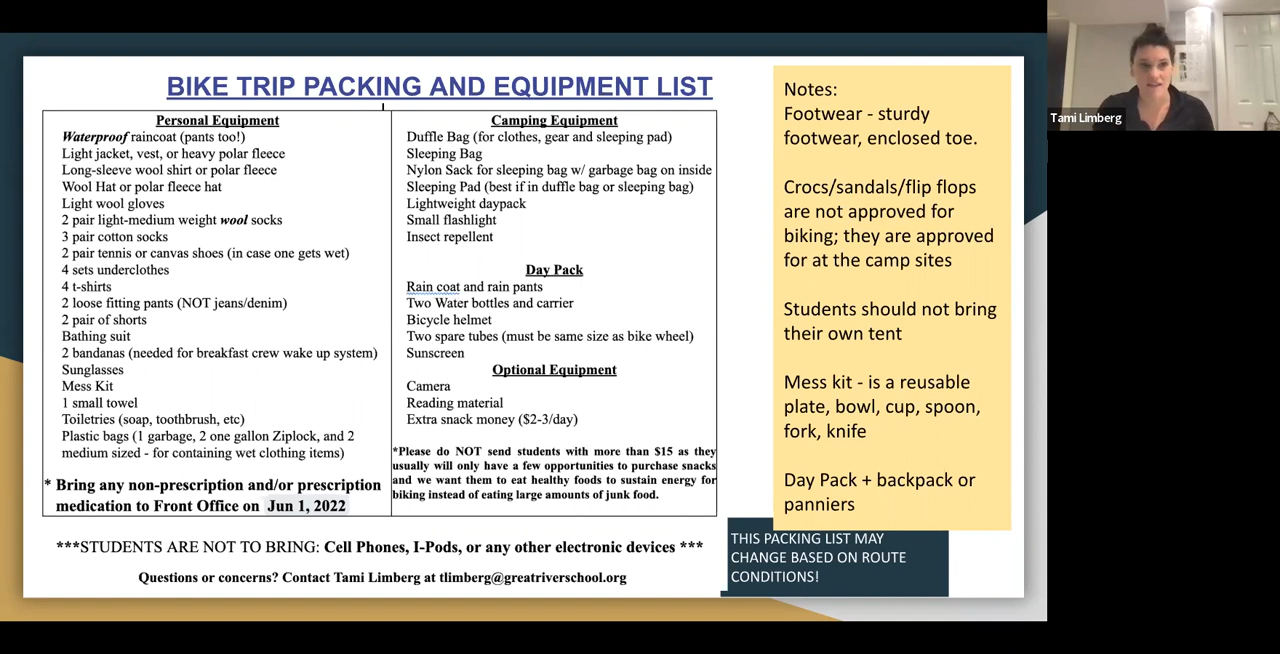 BIKE TRIP PACKING AND EQUIPMENT LIST
Personal Equipment
Waterproof raincoat (pants too!)
Light jacket, vest, or heavy polar fleece
Long-sleeve wool shirt or polar fleece
Wool Hat or polar fleece hat
Light wool gloves
2 pair light-medium weight wool socks
3 pair cotton socks
2 pair tennis or canvas shoes (in case one gets wet)
4 sets underclothes
4 t-shirts
2 loose fitting pants (NOT jeans/denim)
2 pair of shorts
Bathing suit
2 bandanas (needed for breakfast crew wake up system)
Sunglasses
Mess Kit
1 small towel
Toiletries (soap, toothbrush, etc)
Plastic bags (1 garbage, 2 one gallon Ziplock, and 2
medium sized - for containing wet clothing items)
* Bring any non-prescription and/or prescription
medication to Front Office on Jun 1, 2022
Camping Equipment
Duffle Bag (for clothes, gear and sleeping pad)
Sleeping Bag
Nylon Sack for sleeping bag w/ garbage bag on inside
Sleeping Pad (best if in duffle bag or sleeping bag)
Lightweight daypack
Small flashlight
Insect repellent
Day Pack
Rain coat and rain pants
Two Water bottles and carrier
Bicycle helmet
Two spare tubes (must be same size as bike wheel)
Sunscreen
Optional Equipment
Camera
Reading material
Extra snack money ($2-3/day)
*Please do NOT send students with more than $15 as they
usually will only have a few opportunities to purchase snacks
and we want them to eat healthy foods to sustain energy for
biking instead of eating large amounts of junk food.
***STUDENTS ARE NOT TO BRING: Cell Phones, I-Pods, or any other electronic devices ***
Questions or concerns? Contact Tami Limberg at tlimberg@greatriverschool.org
Notes:
Footwear - sturdy
footwear, enclosed toe.
Crocs/sandals/flip flops
are not approved for
biking; they are approved
for at the camp sites
Students should not bring
their own tent
Mess kit - is a reusable
plate, bowl, cup, spoon,
fork, knife
Day Pack + backpack or
panniers
THIS PACKING LIST MAY
CHANGE BASED ON ROUTE
CONDITIONS!
Tami Limberg